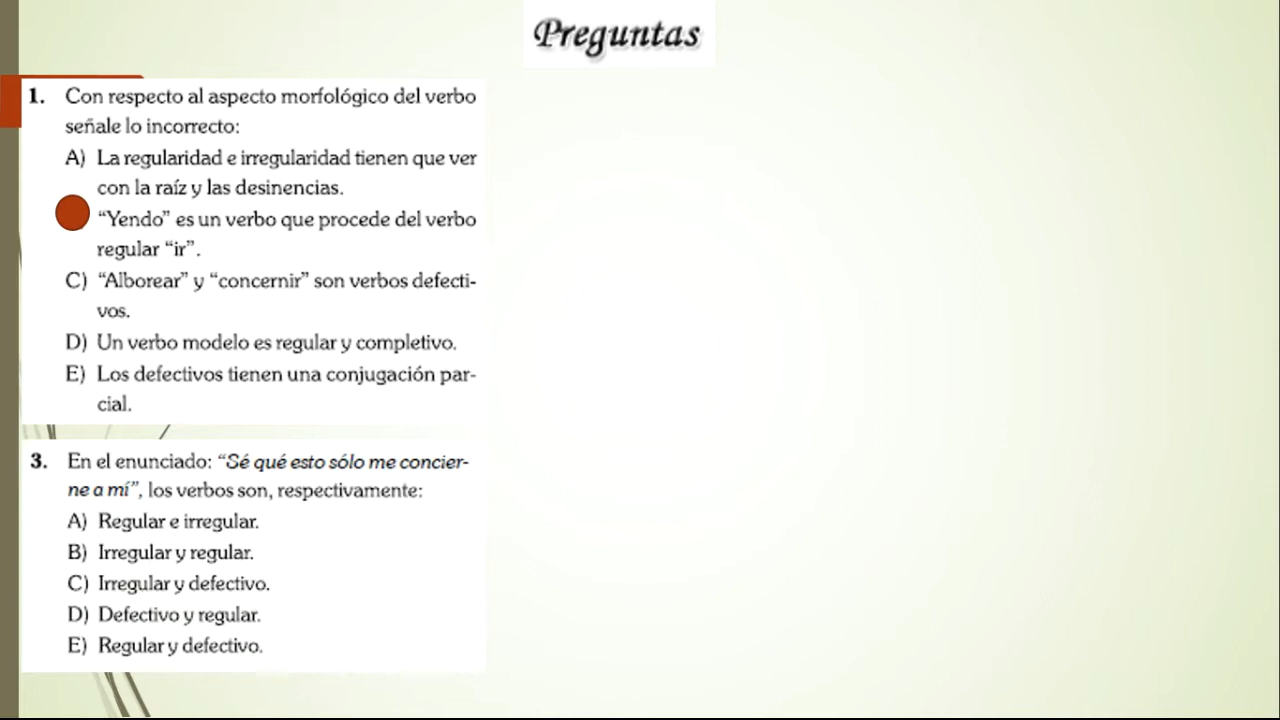 Preguntas
1. Con respecto al aspecto morfológico del verbo
señale lo incorrecto:
A) La regularidad e irregularidad tienen que ver
con la raíz y las desinencias.
“Yendo” es un verbo que procede del verbo
regular “ir”.
C) “Alborear” y “concernir” son verbos defecti-
vos.
D) Un verbo modelo es regular y completivo.
E) Los defectivos tienen una conjugación par-
cial.
3. En el enunciado: “Sé qué esto sólo me concier-
ne a mí”, los verbos son, respectivamente:
A) Regular e irregular.
B) Irregular y regular.
C) Irregular y defectivo.
D) Defectivo y regular.
E) Regular y defectivo.